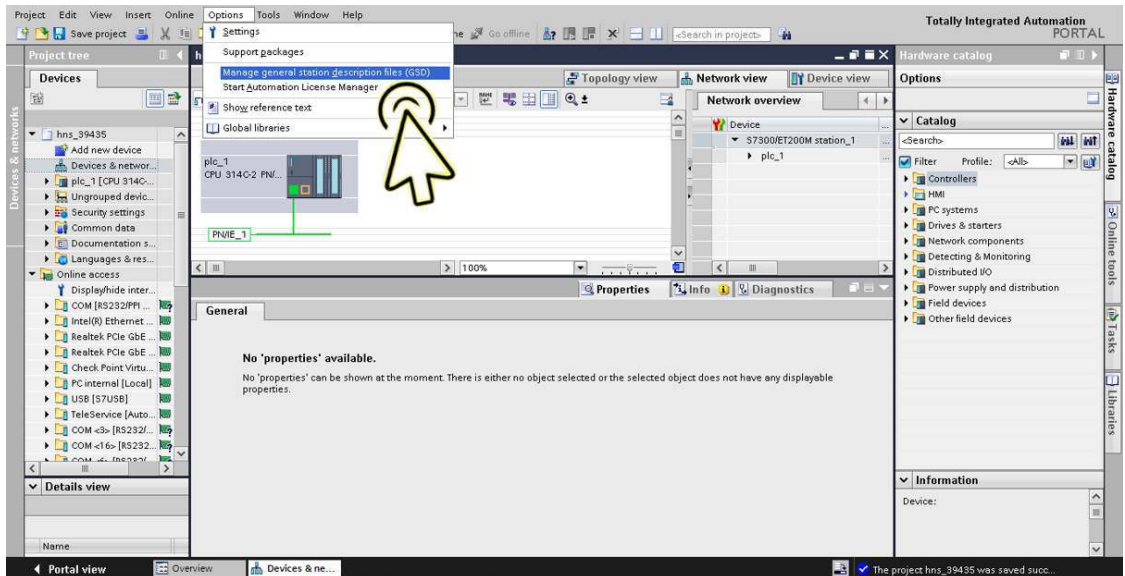 Project Edit View Insert Online Options Tools Window Help
Totally Integrated Automation
PORTAL
Save project
Go offline
<Search in project>
Settings
Support packages
Manage general station description files (GSD)
Start Automation License Manager
Show reference text
Global libraries
Project tree
Devices
Devices & networks
hns_39435
Add new device
Devices & networ...
plc_1 [CPU 314C-...
Ungrouped devic...
Security settings
Common data
Documentation s...
Languages & res...
Online access
Display/hide inter...
COM [RS232/PPI ...
Intel(R) Ethernet ...
Realtek PCIe GbE ...
Realtek PCIe GbE ...
Check Point Virtu...
PC internal [Local]
USB [S7USB]
TeleService [Auto...
COM <3> [RS232/...
COM <16> [RS232...
Details view
Name
Topology view
Network view
Device view
plc_1
CPU 314C-2 PN/...
PN/IE_1
100%
Network overview
Device
S7300/ET200M station_1
plc_1
Properties
Info
Diagnostics
General
No 'properties' available.
No 'properties' can be shown at the moment. There is either no object selected or the selected object does not have any displayable
properties.
Hardware catalog
Options
Catalog
<Search>
Filter Profile: <All>
Controllers
HMI
PC systems
Drives & starters
Network components
Detecting & Monitoring
Distributed I/O
Power supply and distribution
Field devices
Other field devices
Information
Device:
Hardware catalog
Online tools
Tasks
Libraries
Portal view
Overview
Devices & ne...
The project hns_39435 was saved succ...